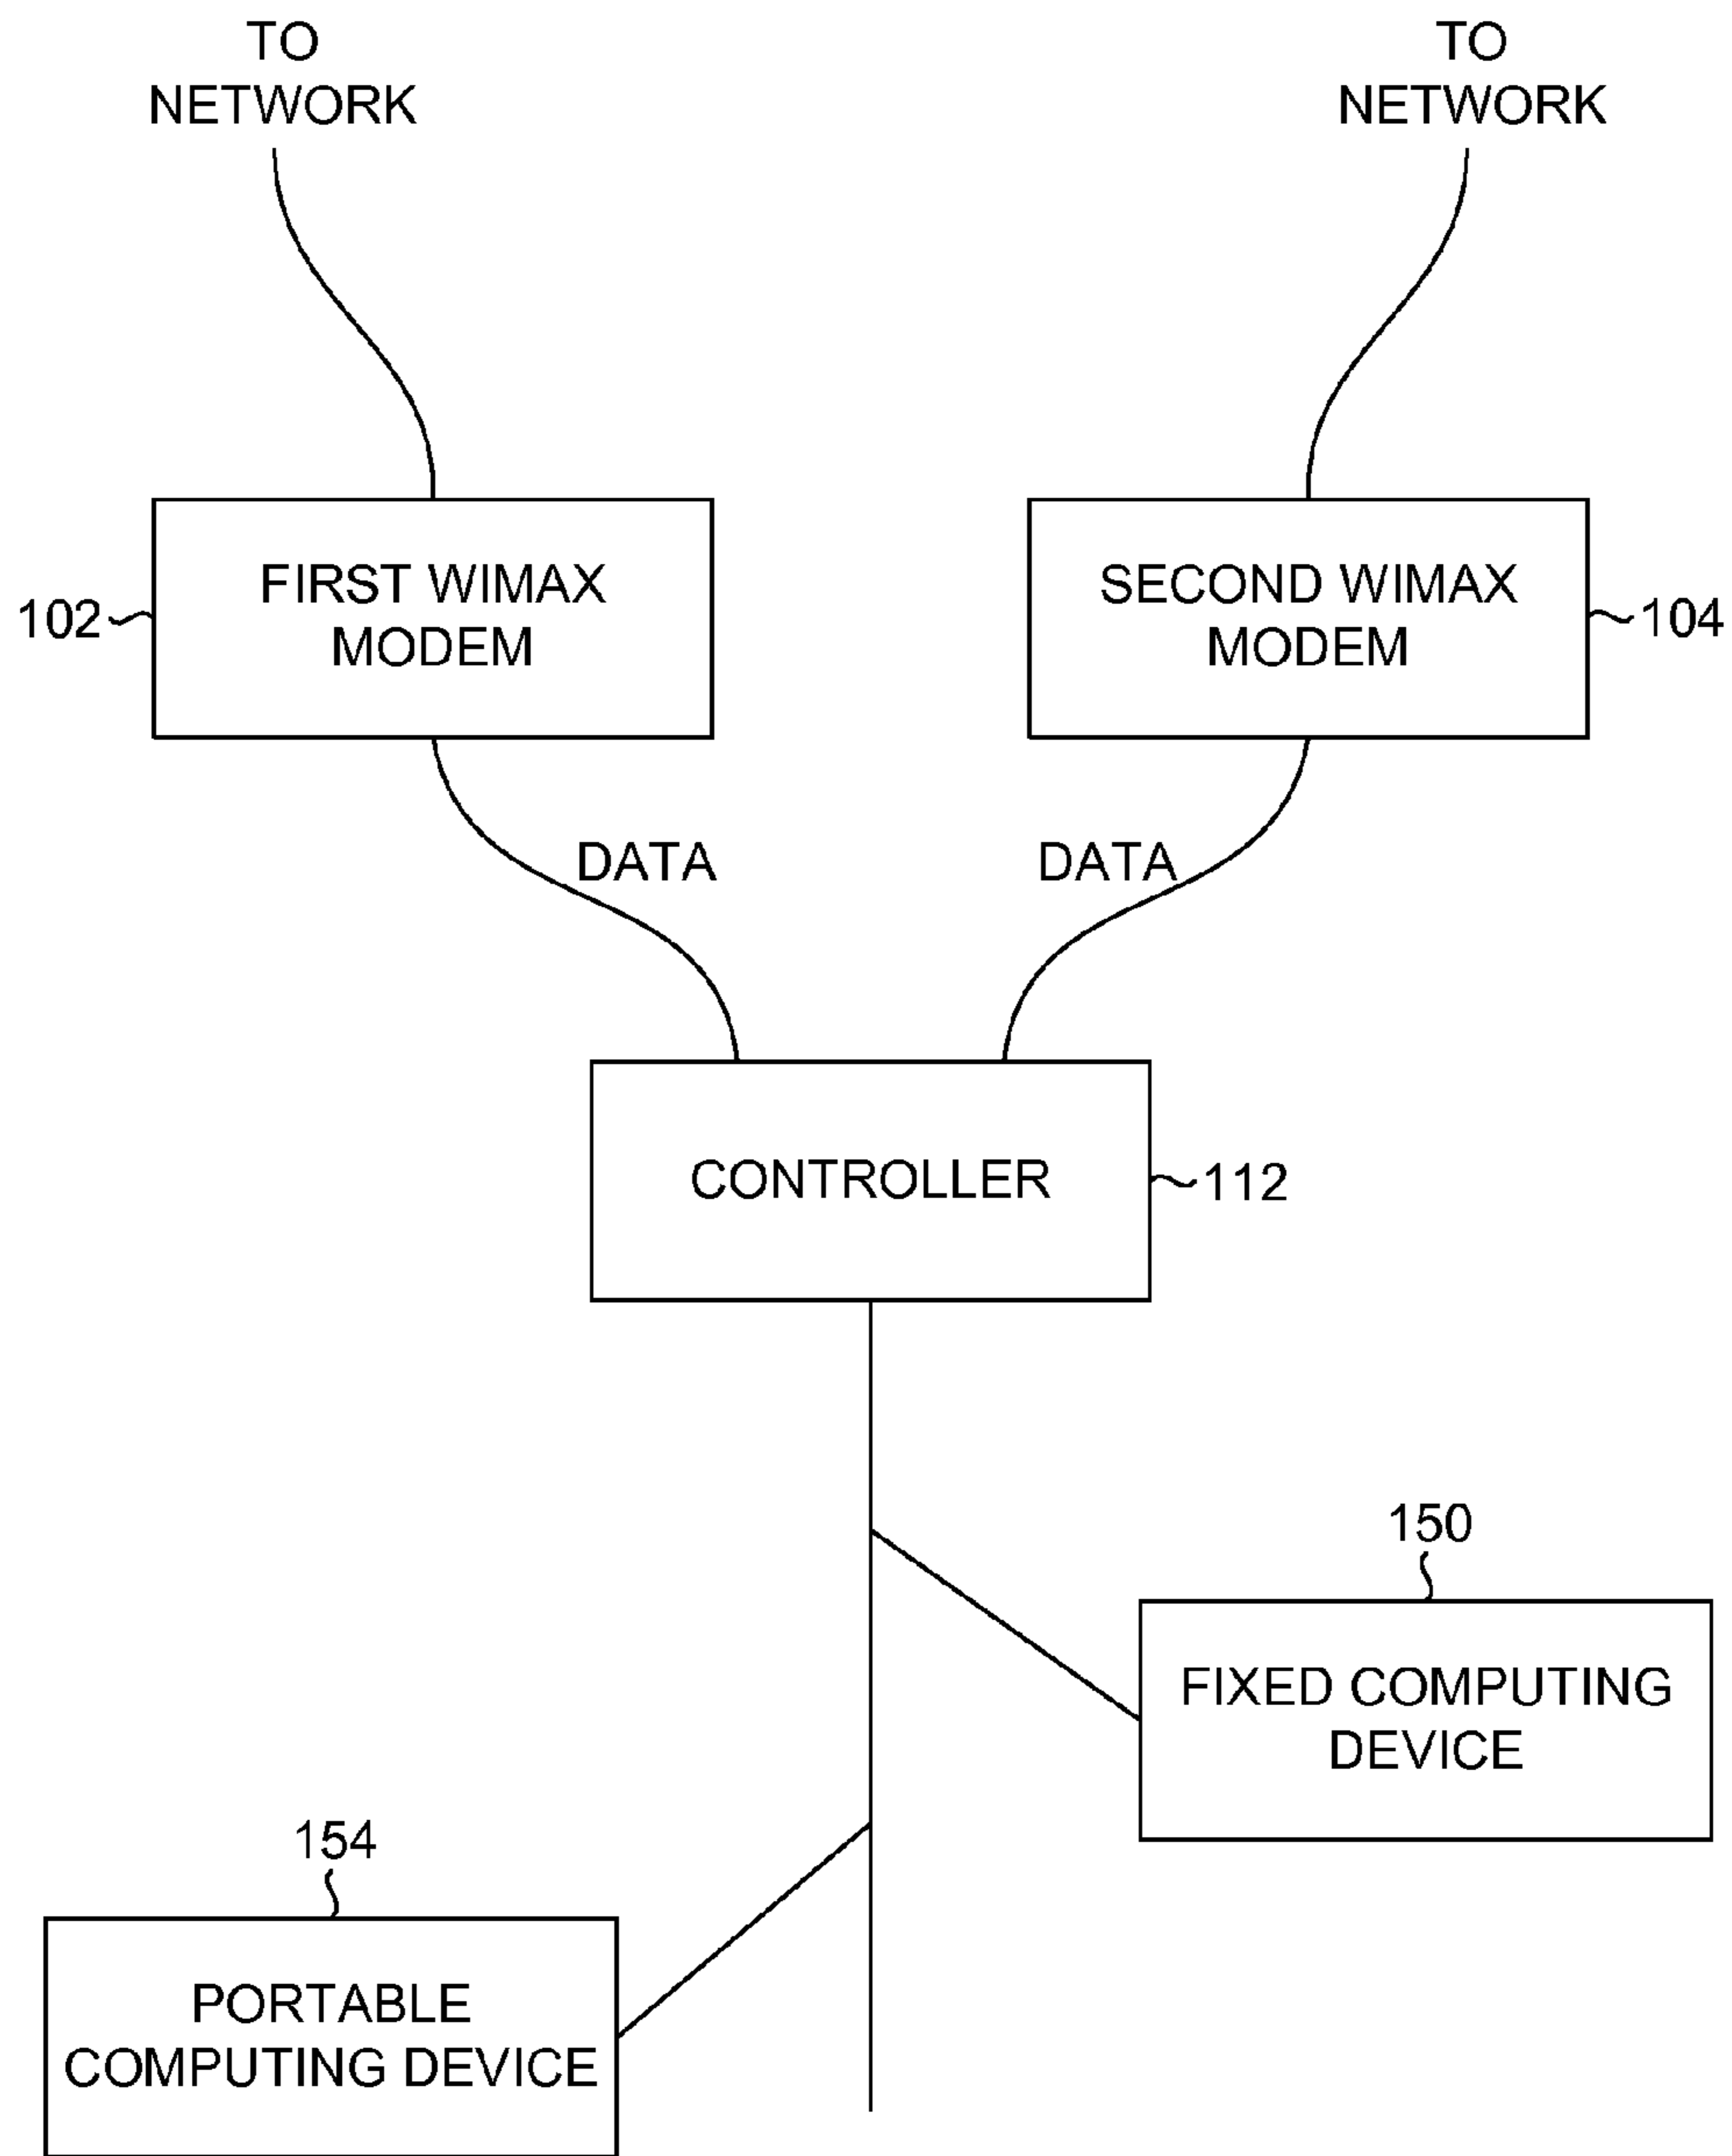 TO
NETWORK
TO
NETWORK
FIRST WIMAX
MODEM
102
SECOND WIMAX
MODEM
104
DATA
DATA
CONTROLLER
112
150
FIXED COMPUTING
DEVICE
154
PORTABLE
COMPUTING DEVICE